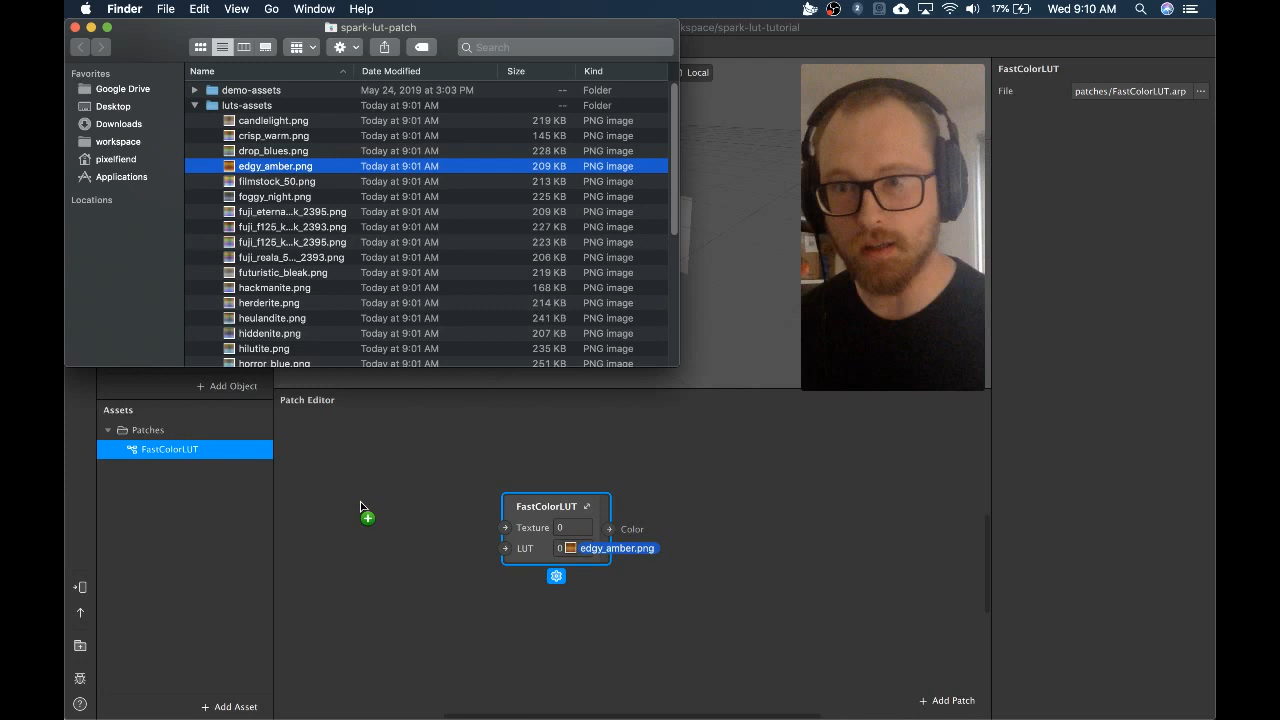 Finder File Edit View Go Window Help
17% Wed 9:10 AM
spark-lut-patch
kspace/spark-lut-tutorial
Search
Local
Favorites
Google Drive
Desktop
Downloads
workspace
pixelfiend
Applications
Locations
Name Date Modified Size Kind
demo-assets May 24, 2019 at 3:03 PM -- Folder
luts-assets Today at 9:01 AM -- Folder
candlelight.png Today at 9:01 AM 219 KB PNG image
crisp_warm.png Today at 9:01 AM 145 KB PNG image
drop_blues.png Today at 9:01 AM 228 KB PNG image
edgy_amber.png Today at 9:01 AM 209 KB PNG image
filmstock_50.png Today at 9:01 AM 213 KB PNG image
foggy_night.png Today at 9:01 AM 225 KB PNG image
fuji_eterna...k_2395.png Today at 9:01 AM 209 KB PNG image
fuji_f125_k...k_2393.png Today at 9:01 AM 227 KB PNG image
fuji_f125_k...k_2395.png Today at 9:01 AM 223 KB PNG image
fuji_reala_5..._2393.png Today at 9:01 AM 206 KB PNG image
futuristic_bleak.png Today at 9:01 AM 219 KB PNG image
hackmanite.png Today at 9:01 AM 168 KB PNG image
herderite.png Today at 9:01 AM 214 KB PNG image
heulandite.png Today at 9:01 AM 241 KB PNG image
hiddenite.png Today at 9:01 AM 207 KB PNG image
hilutite.png Today at 9:01 AM 235 KB PNG image
horror_blue.png Today at 9:01 AM 251 KB PNG image
FastColorLUT
File patches/FastColorLUT.arp ...
+ Add Object
Assets
Patches
FastColorLUT
+ Add Asset
Patch Editor
FastColorLUT
Texture 0 Color
LUT 0 edgy_amber.png
+ Add Patch